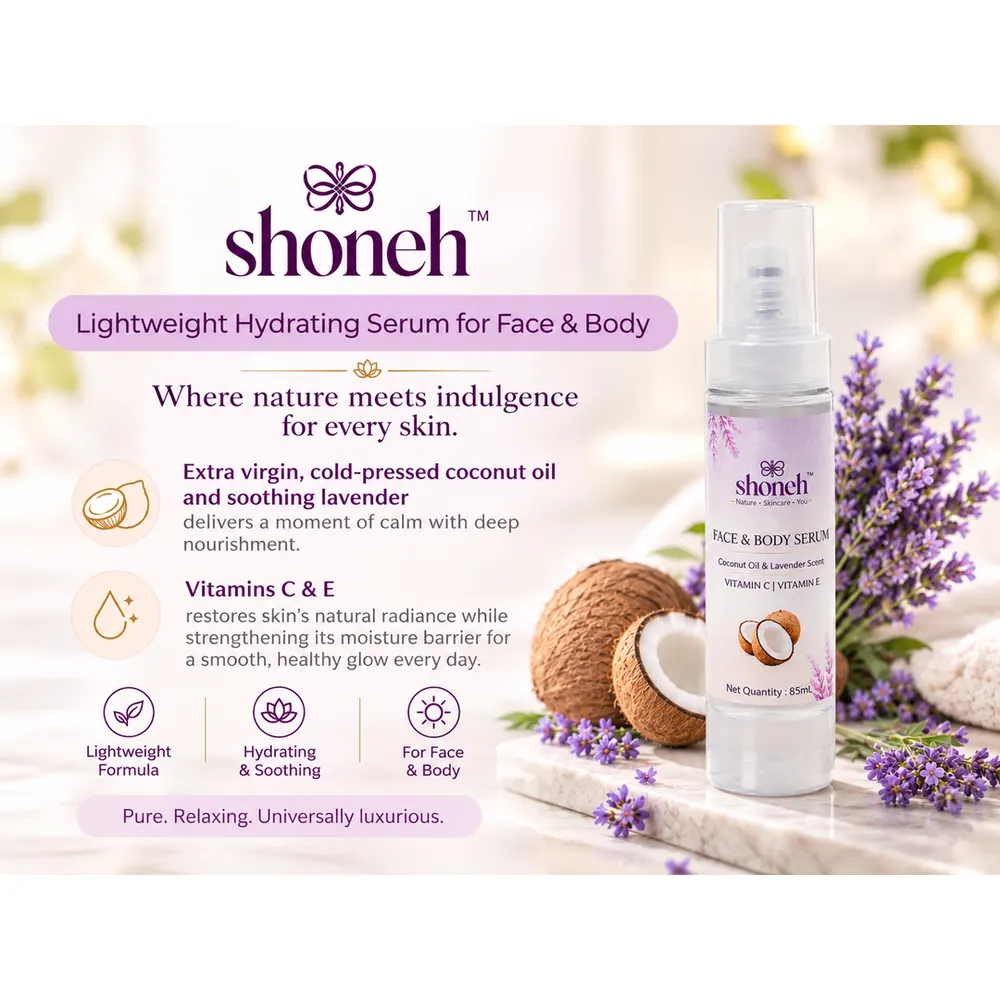 shoneh™
Lightweight Hydrating Serum for Face & Body
Where nature meets indulgence
for every skin.
Extra virgin, cold-pressed coconut oil
and soothing lavender
delivers a moment of calm with deep
nourishment.
Vitamins C & E
restores skin's natural radiance while
strengthening its moisture barrier for
a smooth, healthy glow every day.
Lightweight
Formula
Hydrating
& Soothing
For Face
& Body
Pure. Relaxing. Universally luxurious.
shoneh™
- Nature • Skincare • You -
FACE & BODY SERUM
Coconut Oil & Lavender Scent
VITAMIN C | VITAMIN E
Net Quantity : 85mL